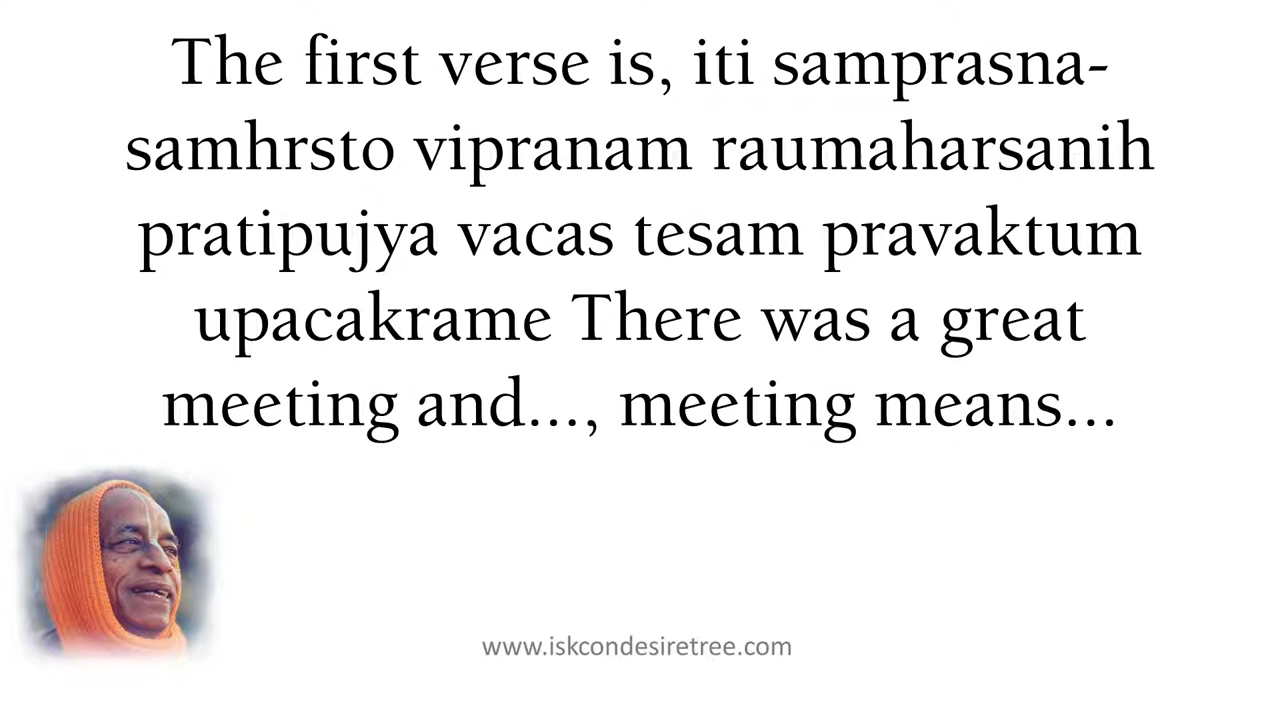 The first verse is, iti samprasna-
samhrsto vipranam raumaharsanih
pratipujya vacas tesam pravaktum
upacakrame There was a great
meeting and..., meeting means...
www.iskcondesiretree.com